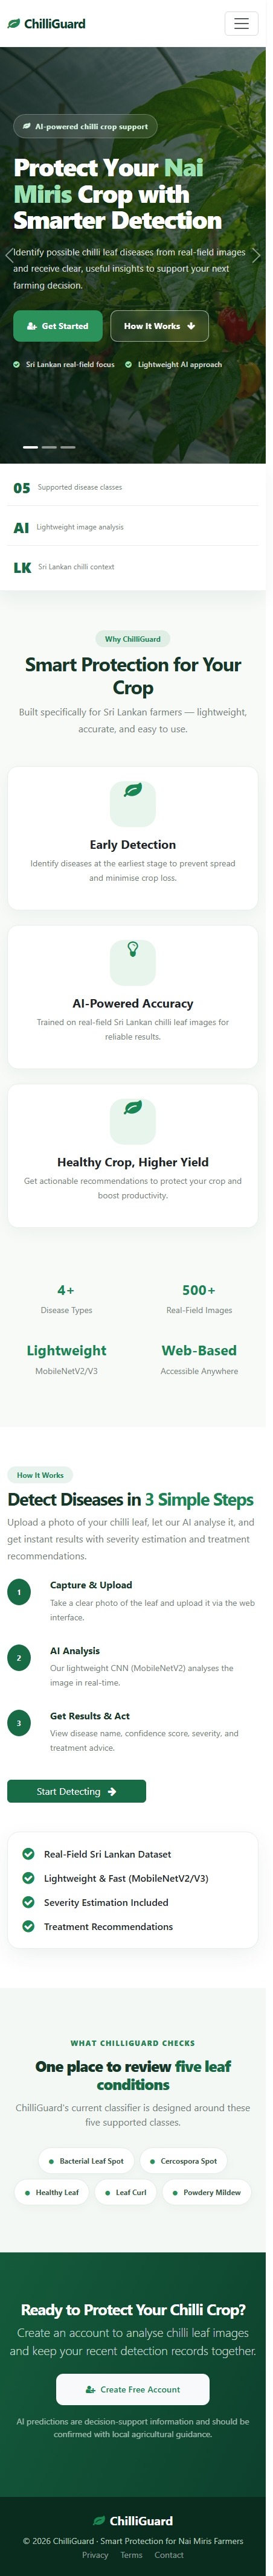 ChilliGuard
AI-powered chilli crop support
Protect Your Nai
Miris Crop with
Smarter Detection
Identify possible chilli leaf diseases from real-field images
and receive clear, useful insights to support your next
farming decision.
Get Started
How It Works
Sri Lankan real-field focus
Lightweight AI approach
05 Supported disease classes
AI Lightweight image analysis
LK Sri Lankan chilli context
Why ChilliGuard
Smart Protection for Your
Crop
Built specifically for Sri Lankan farmers — lightweight,
accurate, and easy to use.
Early Detection
Identify diseases at the earliest stage to prevent spread
and minimise crop loss.
AI-Powered Accuracy
Trained on real-field Sri Lankan chilli leaf images for
reliable results.
Healthy Crop, Higher Yield
Get actionable recommendations to protect your crop and
boost productivity.
4+
Disease Types
500+
Real-Field Images
Lightweight
MobileNetV2/V3
Web-Based
Accessible Anywhere
How It Works
Detect Diseases in 3 Simple Steps
Upload a photo of your chilli leaf, let our AI analyse it, and
get instant results with severity estimation and treatment
recommendations.
1
Capture & Upload
Take a clear photo of the leaf and upload it via the web
interface.
2
AI Analysis
Our lightweight CNN (MobileNetV2) analyses the
image in real-time.
3
Get Results & Act
View disease name, confidence score, severity, and
treatment advice.
Start Detecting
Real-Field Sri Lankan Dataset
Lightweight & Fast (MobileNetV2/V3)
Severity Estimation Included
Treatment Recommendations
WHAT CHILLIGUARD CHECKS
One place to review five leaf
conditions
ChilliGuard's current classifier is designed around these
five supported classes.
Bacterial Leaf Spot
Cercospora Spot
Healthy Leaf
Leaf Curl
Powdery Mildew
Ready to Protect Your Chilli Crop?
Create an account to analyse chilli leaf images
and keep your recent detection records together.
Create Free Account
AI predictions are decision-support information and should be
confirmed with local agricultural guidance.
ChilliGuard
© 2026 ChilliGuard - Smart Protection for Nai Miris Farmers
Privacy Terms Contact